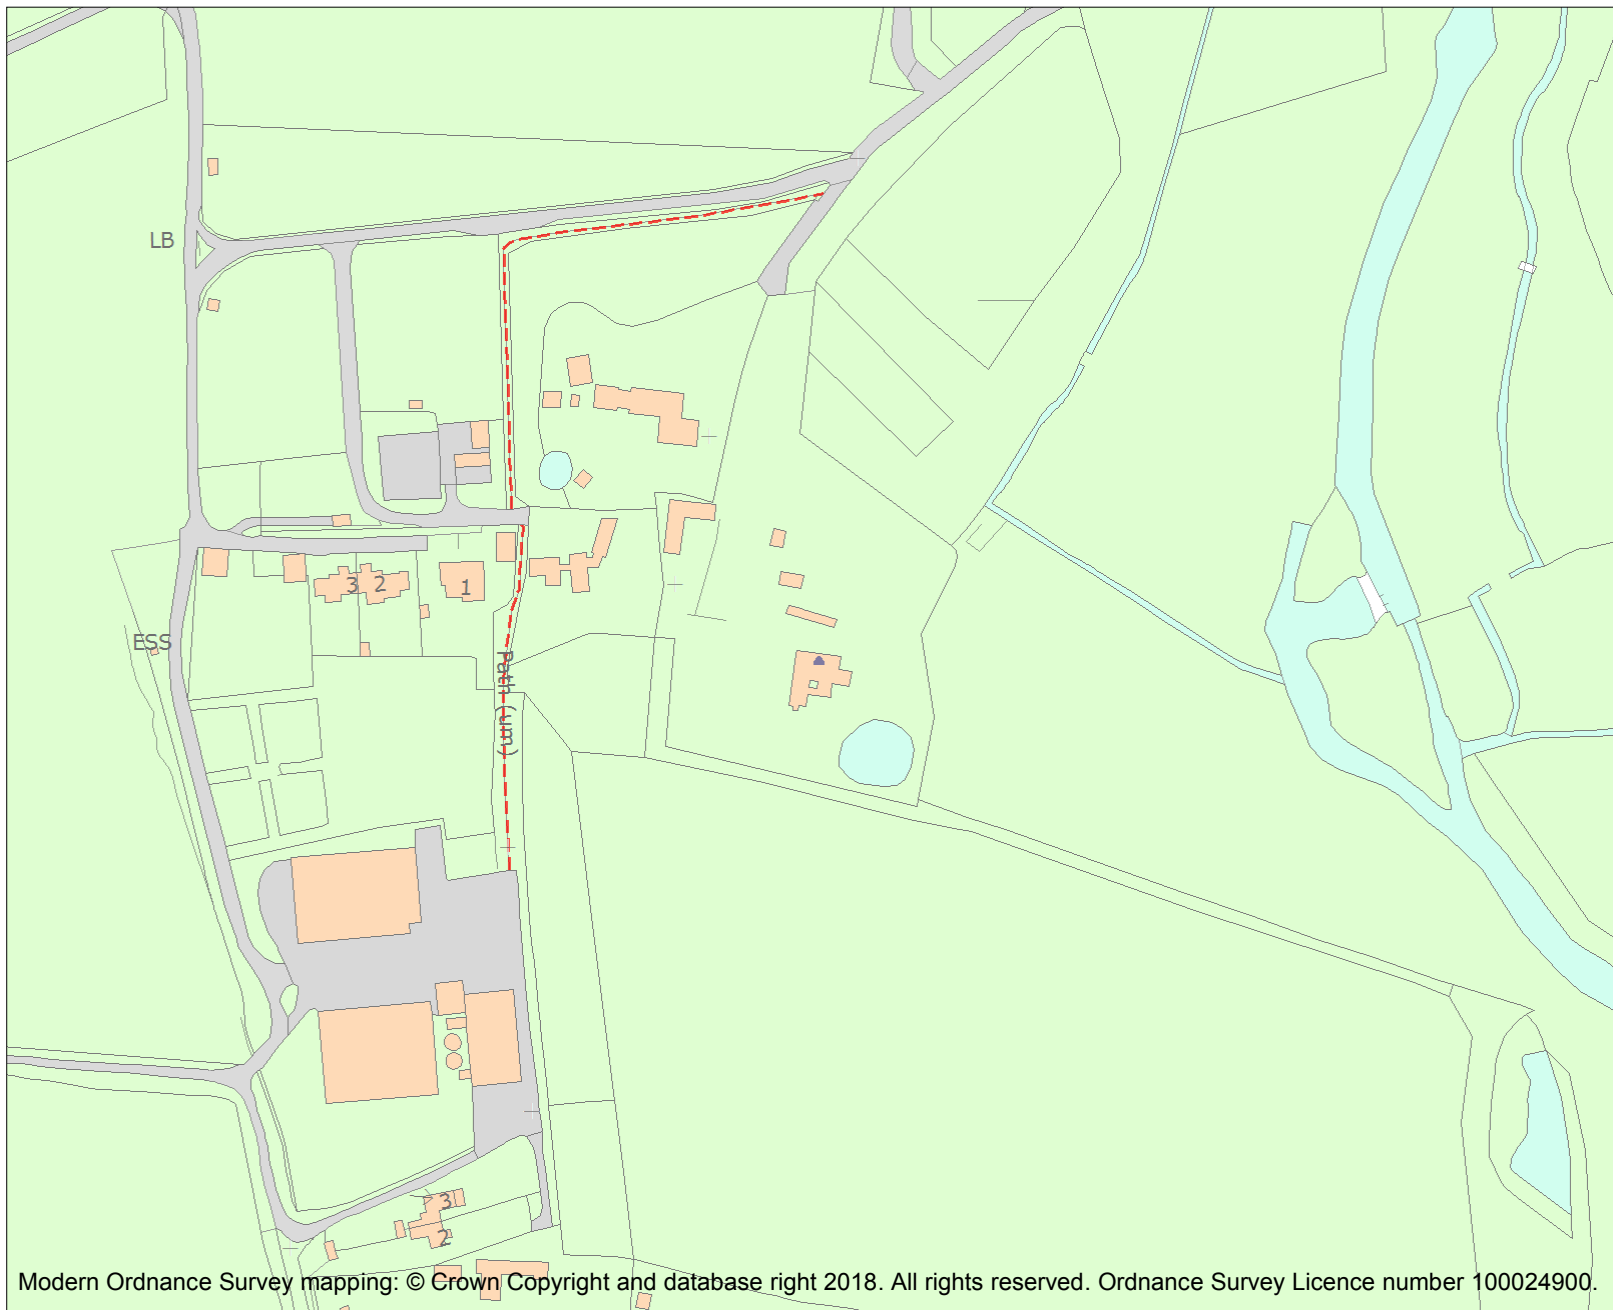 LB
3
2
1
ESS
Path (um)
3
2
Modern Ordnance Survey mapping: © Crown Copyright and database right 2018. All rights reserved. Ordnance Survey Licence number 100024900.